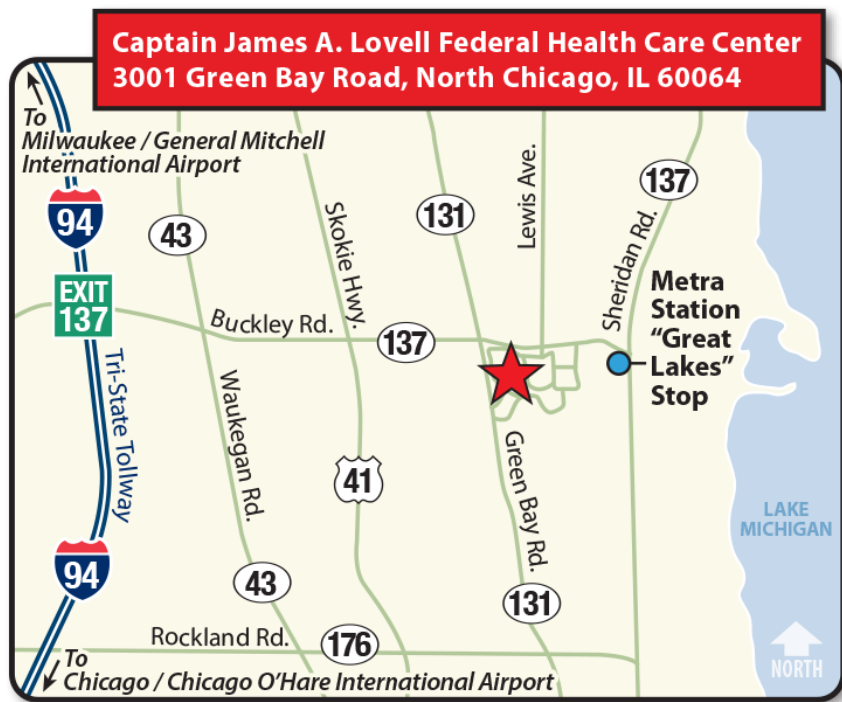 Captain James A. Lovell Federal Health Care Center
3001 Green Bay Road, North Chicago, IL 60064
To
Milwaukee / General Mitchell
International Airport
94
43
Skokie Hwy.
131
Lewis Ave.
137
Sheridan Rd.
EXIT
137
Buckley Rd.
137
Metra
Station
“Great
Lakes”
Stop
Tri-State Tollway
Waukegan Rd.
41
Green Bay Rd.
LAKE
MICHIGAN
94
43
131
Rockland Rd.
176
To
Chicago / Chicago O’Hare International Airport
NORTH